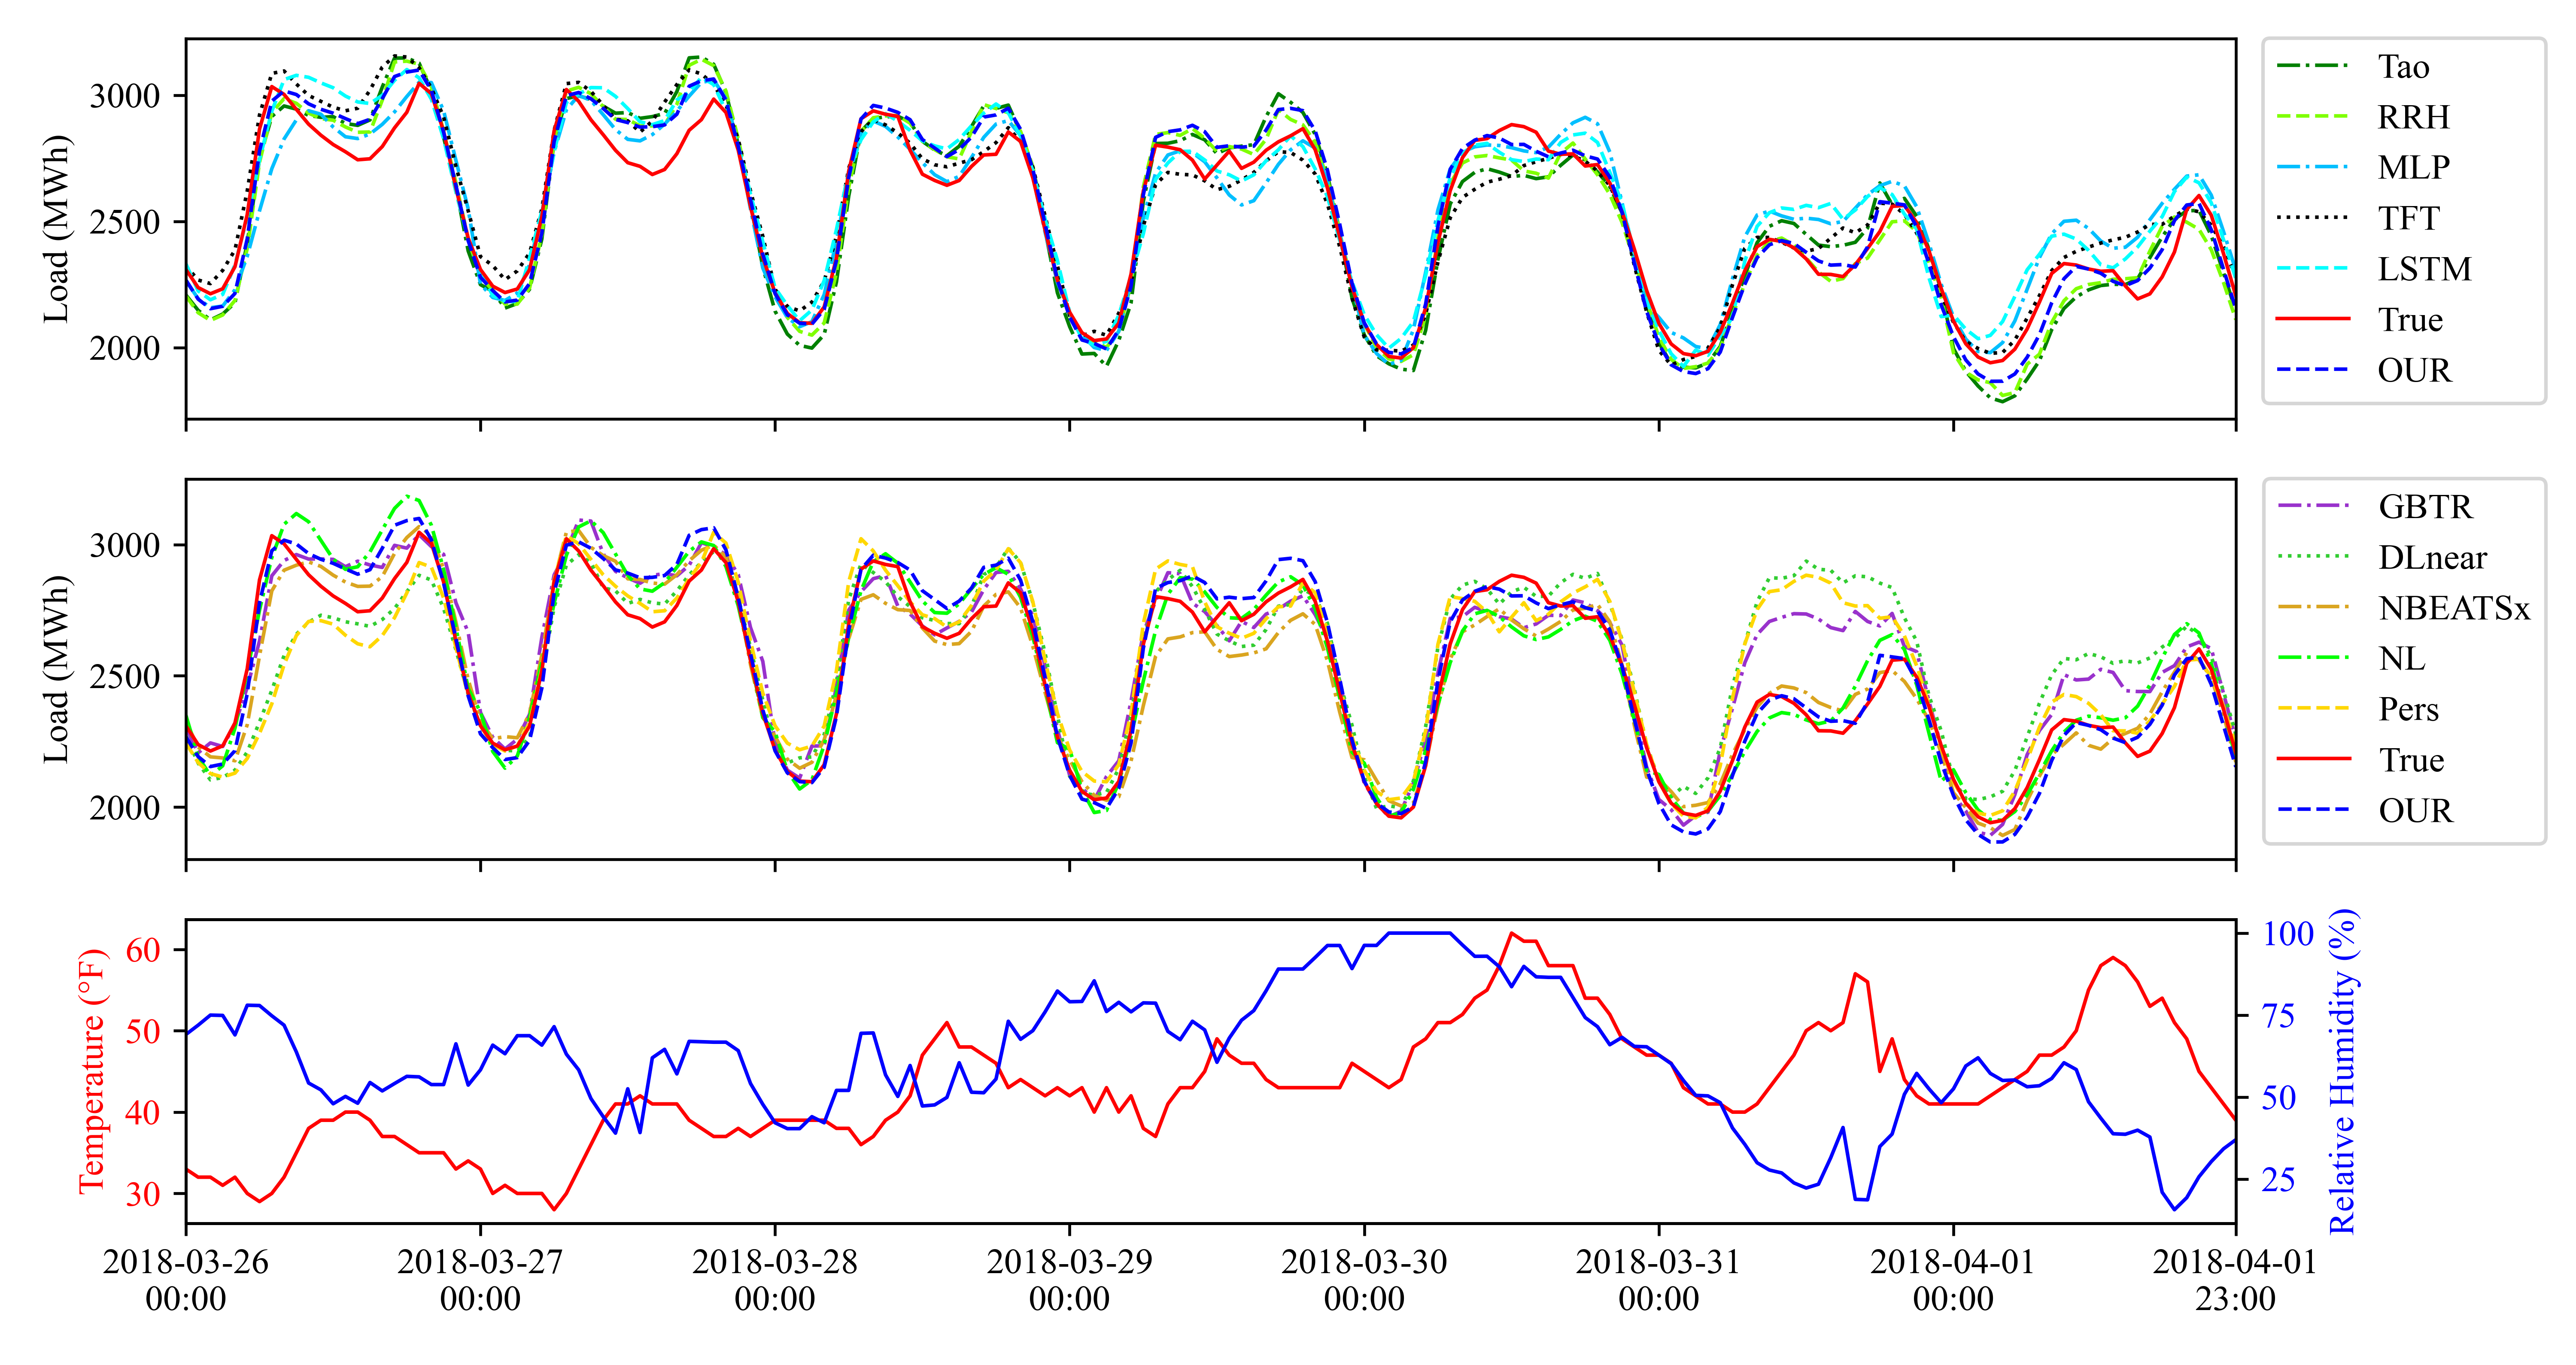 Load (MWh)
3000
2500
2000
Tao
RRH
MLP
TFT
LSTM
True
OUR
Load (MWh)
3000
2500
2000
GBTR
DLnear
NBEATSx
NL
Pers
True
OUR
Temperature (°F)
60
50
40
30
100
75
50
25
Relative Humidity (%)
2018-03-26 2018-03-27 2018-03-28 2018-03-29 2018-03-30 2018-03-31 2018-04-01 2018-04-01
00:00 00:00 00:00 00:00 00:00 00:00 00:00 23:00